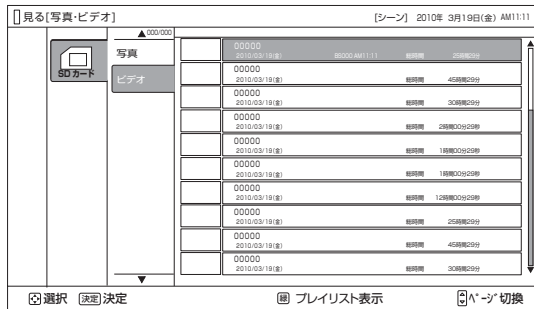 見る[写真･ビデオ] [シーン] 2010年 3月19日(金) AM11:11
▲ 000/000
SDカード
写真
ビデオ
00000
2010/03/19(金) BS000 AM11:11 総時間 25時間29分
00000
2010/03/19(金) 総時間 45時間29分
00000
2010/03/19(金) 総時間 30時間29分
00000
2010/03/19(金) 総時間 2時間00分29秒
00000
2010/03/19(金) 総時間 1時間00分29秒
00000
2010/03/19(金) 総時間 1時間00分29秒
00000
2010/03/19(金) 総時間 12時間00分29秒
00000
2010/03/19(金) 総時間 25時間29分
00000
2010/03/19(金) 総時間 45時間29分
00000
2010/03/19(金) 総時間 30時間29分
▼
選択 決定 決定 緑 プレイリスト表示 ページ切換